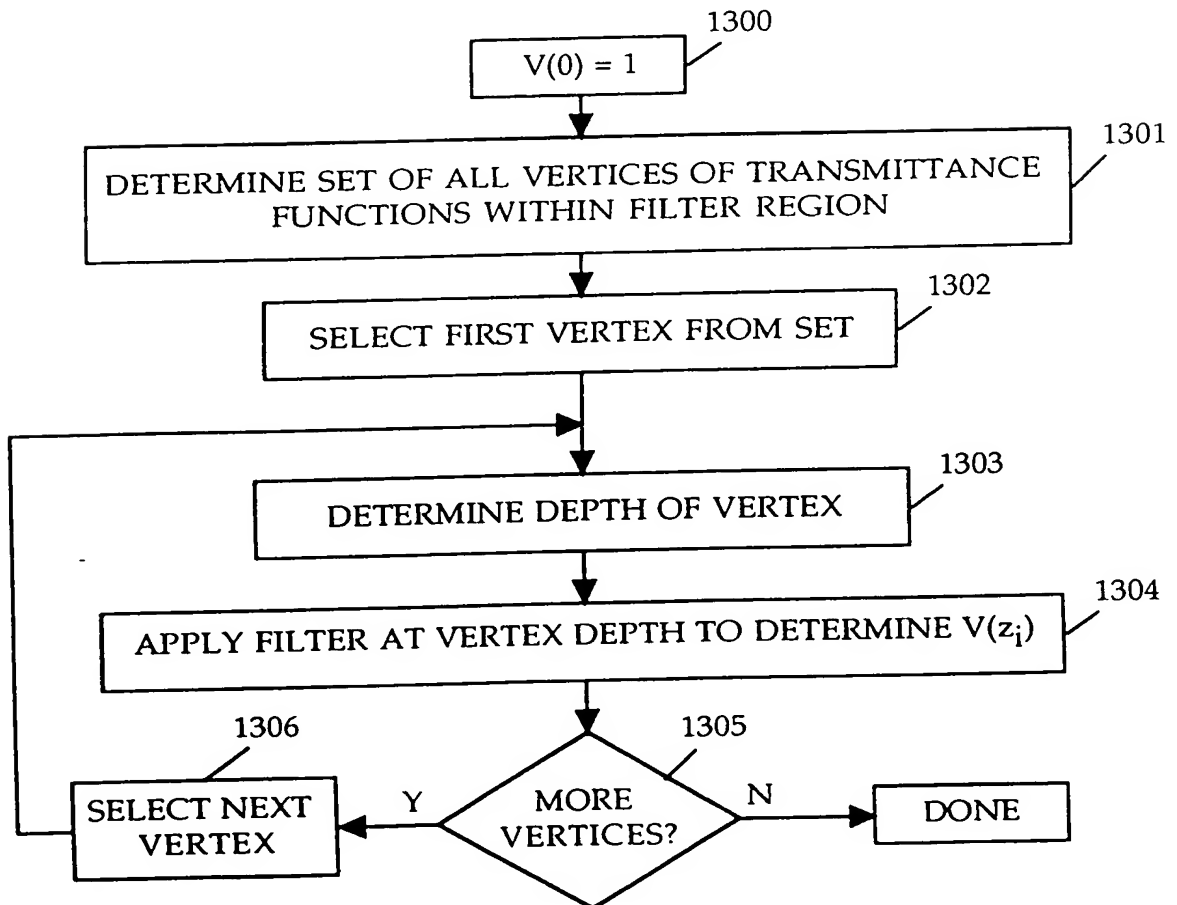 1300
V(0) = 1
1301
DETERMINE SET OF ALL VERTICES OF TRANSMITTANCE
FUNCTIONS WITHIN FILTER REGION
1302
SELECT FIRST VERTEX FROM SET
1303
DETERMINE DEPTH OF VERTEX
1304
APPLY FILTER AT VERTEX DEPTH TO DETERMINE V(zi)
1305
MORE
VERTICES?
Y
N
1306
SELECT NEXT
VERTEX
DONE